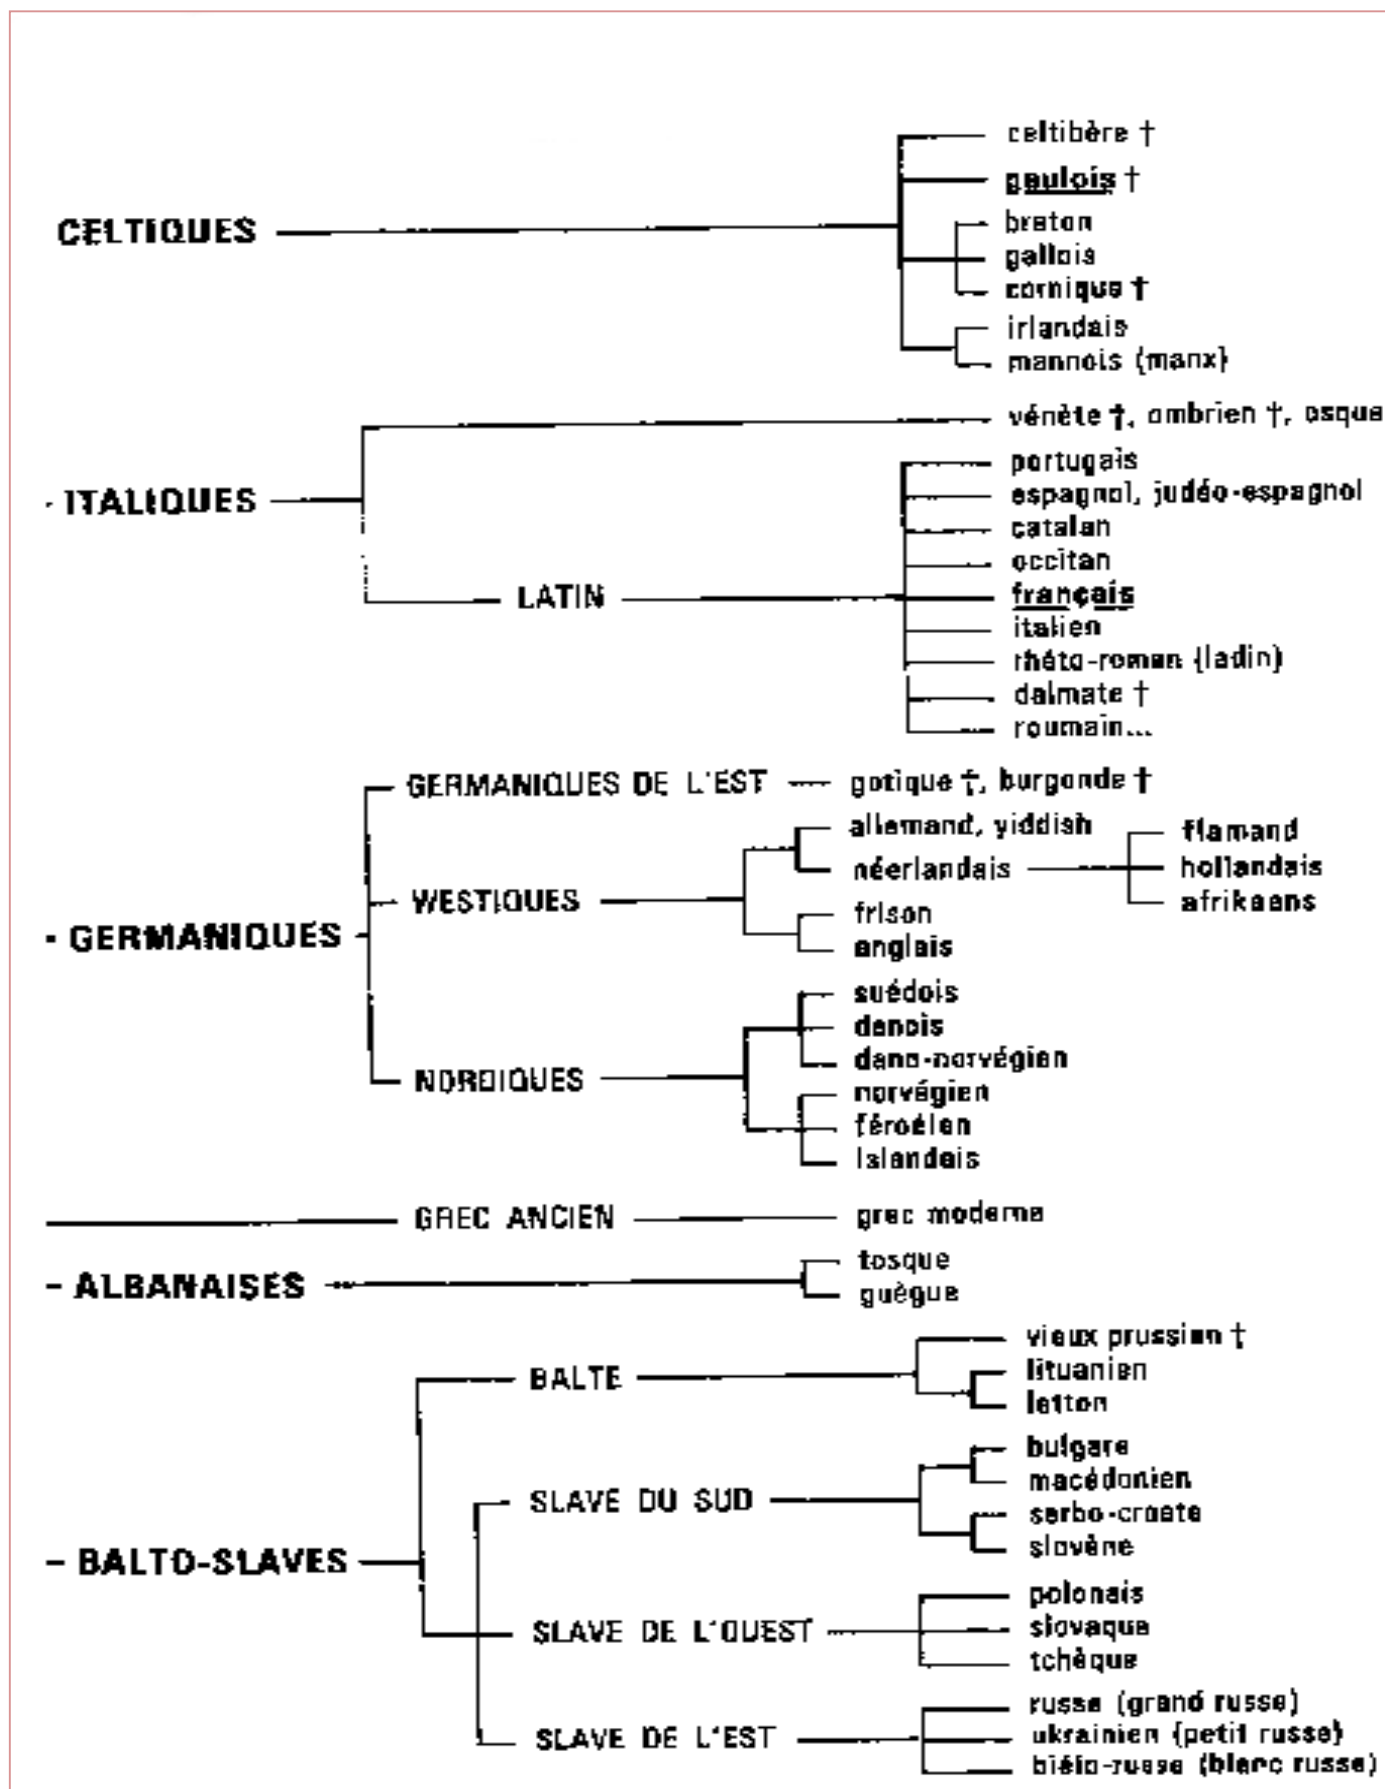 celtibère †
gaulois †
CELTIQUES
breton
gallois
cornique †
irlandais
mannois (manx)
vénète †, ombrien †, osque
ITALIQUES
portugais
espagnol, judéo-espagnol
catalan
occitan
LATIN
français
italien
rhéto-roman (ladin)
dalmate †
roumain...
GERMANIQUES DE L'EST
gotique †, burgonde †
allemand, yiddish
flamand
néerlandais
hollandais
WESTIQUES
afrikaans
frison
- GERMANIQUES
anglais
suédois
danois
dano-norvégien
NORDIQUES
norvégien
féroéien
islandais
GREC ANCIEN
grec moderne
tosque
- ALBANAISES
guègue
vieux prussien †
BALTE
lituanien
letton
bulgare
macédonien
SLAVE DU SUD
serbo-croate
slovène
- BALTO-SLAVES
polonais
SLAVE DE L'OUEST
slovaque
tchèque
russe (grand russe)
SLAVE DE L'EST
ukrainien (petit russe)
biélo-russe (blanc russe)